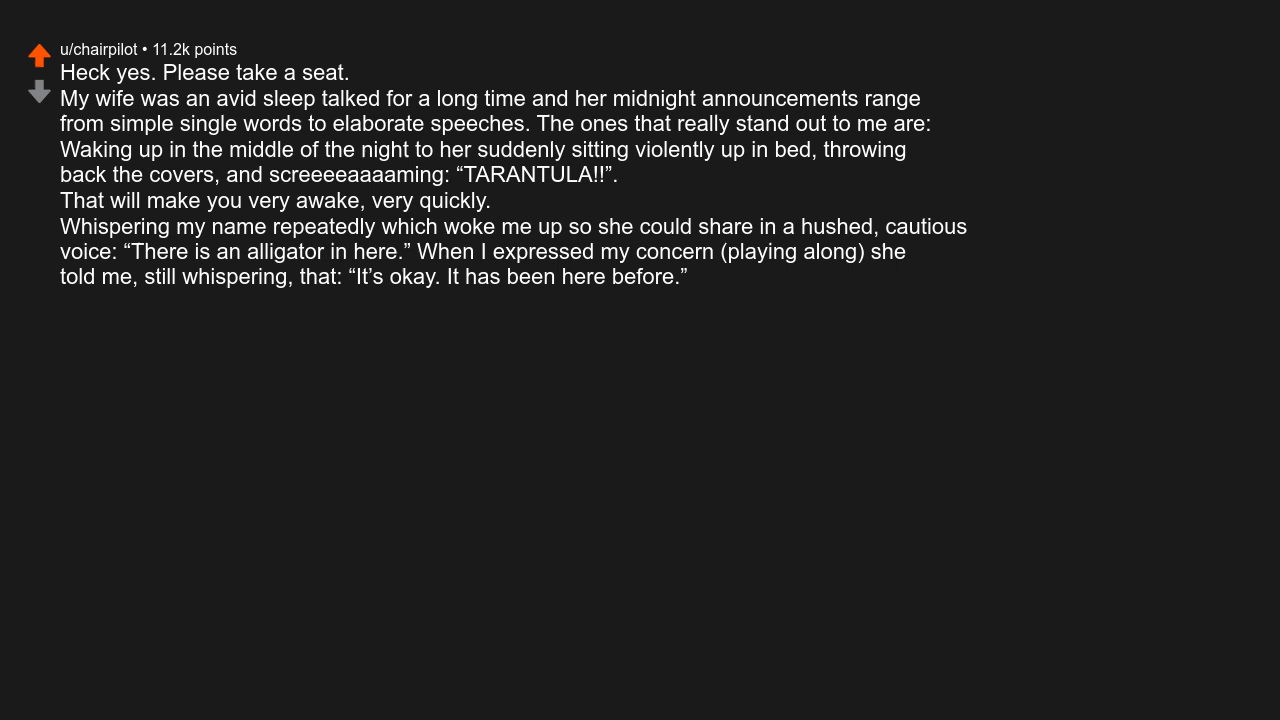 u/chairpilot • 11.2k points
Heck yes. Please take a seat.
My wife was an avid sleep talked for a long time and her midnight announcements range
from simple single words to elaborate speeches. The ones that really stand out to me are:
Waking up in the middle of the night to her suddenly sitting violently up in bed, throwing
back the covers, and screeeeaaaaming: “TARANTULA!!”.
That will make you very awake, very quickly.
Whispering my name repeatedly which woke me up so she could share in a hushed, cautious
voice: “There is an alligator in here.” When I expressed my concern (playing along) she
told me, still whispering, that: “It’s okay. It has been here before.”